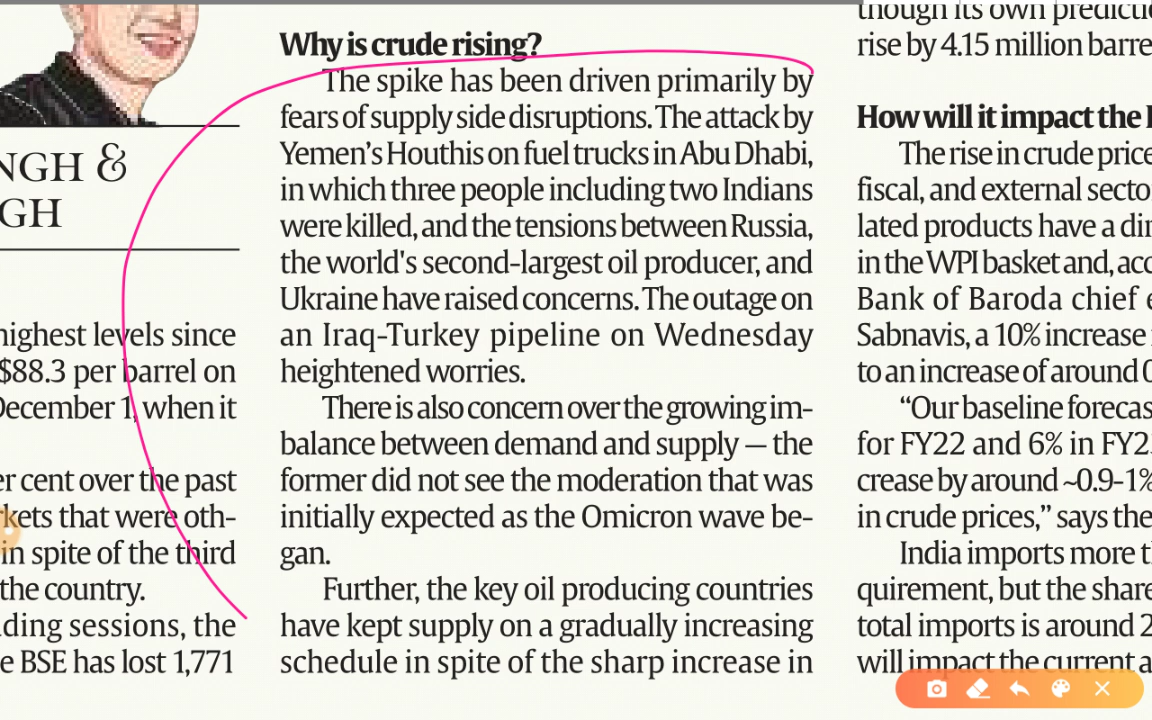 NGH &
GH
highest levels since
$88.3 per barrel on
December 1, when it
er cent over the past
kets that were oth-
in spite of the third
the country.
ding sessions, the
e BSE has lost 1,771
Why is crude rising?
The spike has been driven primarily by
fears of supply side disruptions. The attack by
Yemen’s Houthis on fuel trucks in Abu Dhabi,
in which three people including two Indians
were killed, and the tensions between Russia,
the world's second-largest oil producer, and
Ukraine have raised concerns. The outage on
an Iraq-Turkey pipeline on Wednesday
heightened worries.
There is also concern over the growing im-
balance between demand and supply — the
former did not see the moderation that was
initially expected as the Omicron wave be-
gan.
Further, the key oil producing countries
have kept supply on a gradually increasing
schedule in spite of the sharp increase in
though its own predicti
rise by 4.15 million barre
How will it impact the
The rise in crude price
fiscal, and external secto
lated products have a di
in the WPI basket and, acc
Bank of Baroda chief e
Sabnavis, a 10% increase
to an increase of around 0
“Our baseline forecas
for FY22 and 6% in FY2
crease by around ~0.9-1%
in crude prices,” says the
India imports more t
quirement, but the share
total imports is around 2
will impact the current a